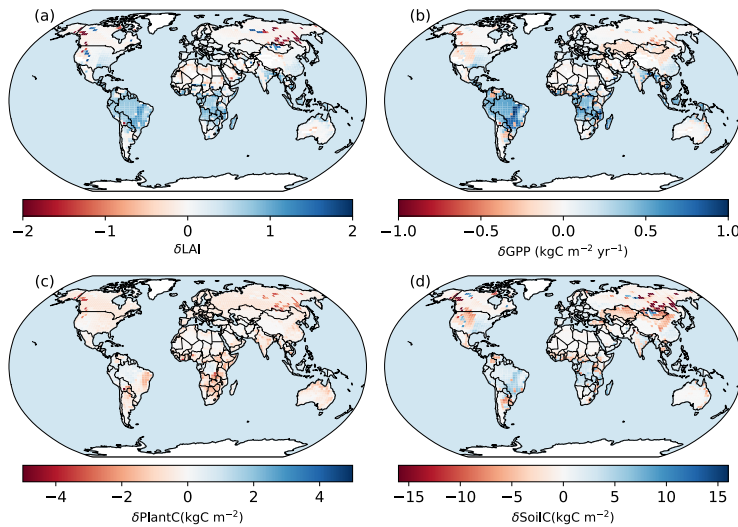 (a) (b)
−2 −1 0 1 2
δLAI
−1.0 −0.5 0.0 0.5 1.0
δGPP (kgC m⁻² yr⁻¹)
(c) (d)
−4 −2 0 2 4
δPlantC(kgC m⁻²)
−15 −10 −5 0 5 10 15
δSoilC(kgC m⁻²)